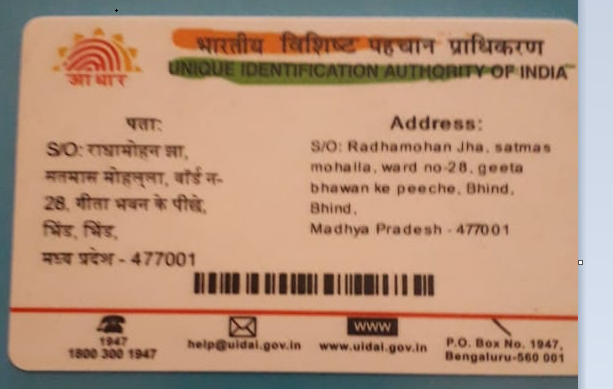 भारतीय विशिष्ट पहचान प्राधिकरण
UNIQUE IDENTIFICATION AUTHORITY OF INDIA
आधार
पता:
S/O: राधामोहन झा,
सतमास मोहल्ला, वॉर्ड न-
28, गीता भवन के पीछे,
भिंड, भिंड,
मध्य प्रदेश - 477001
Address:
S/O: Radhamohan Jha, satmas
mohalla, ward no-28, geeta
bhawan ke peeche, Bhind,
Bhind,
Madhya Pradesh - 477001
1947
1800 300 1947
help@uidai.gov.in
WWW
www.uidai.gov.in
P.O. Box No. 1947,
Bengaluru-560 001